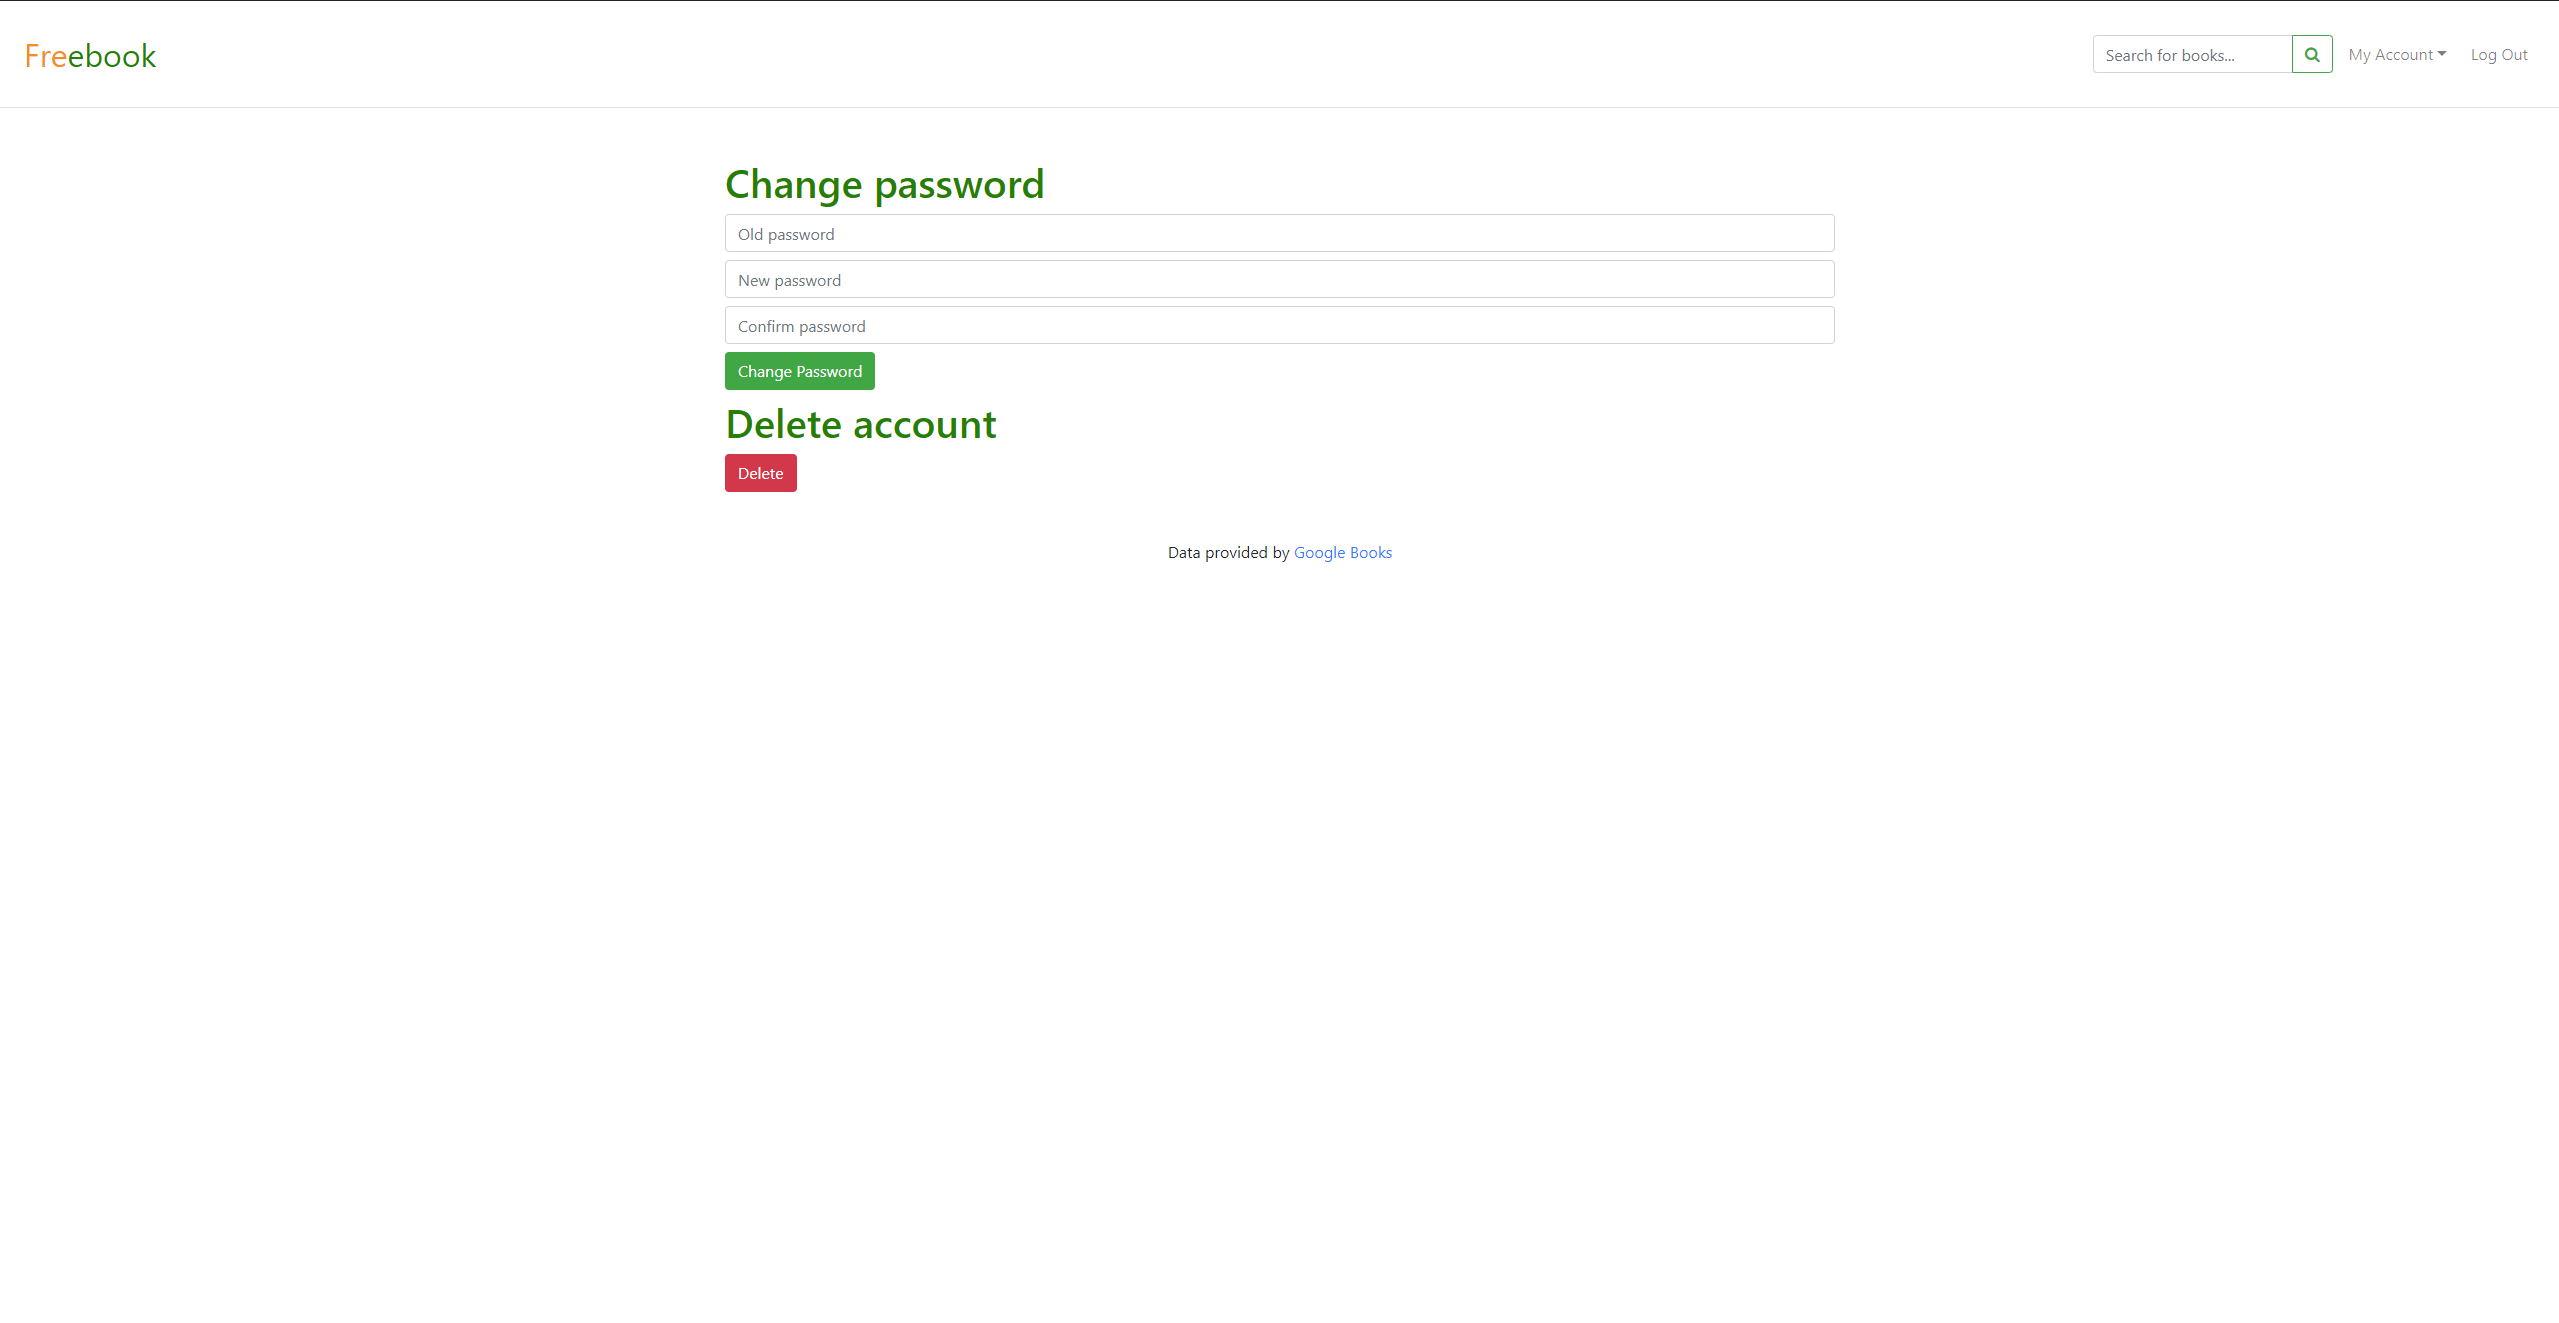 Freebook
Search for books...
My Account
Log Out
Change password
Old password
New password
Confirm password
Change Password
Delete account
Delete
Data provided by Google Books